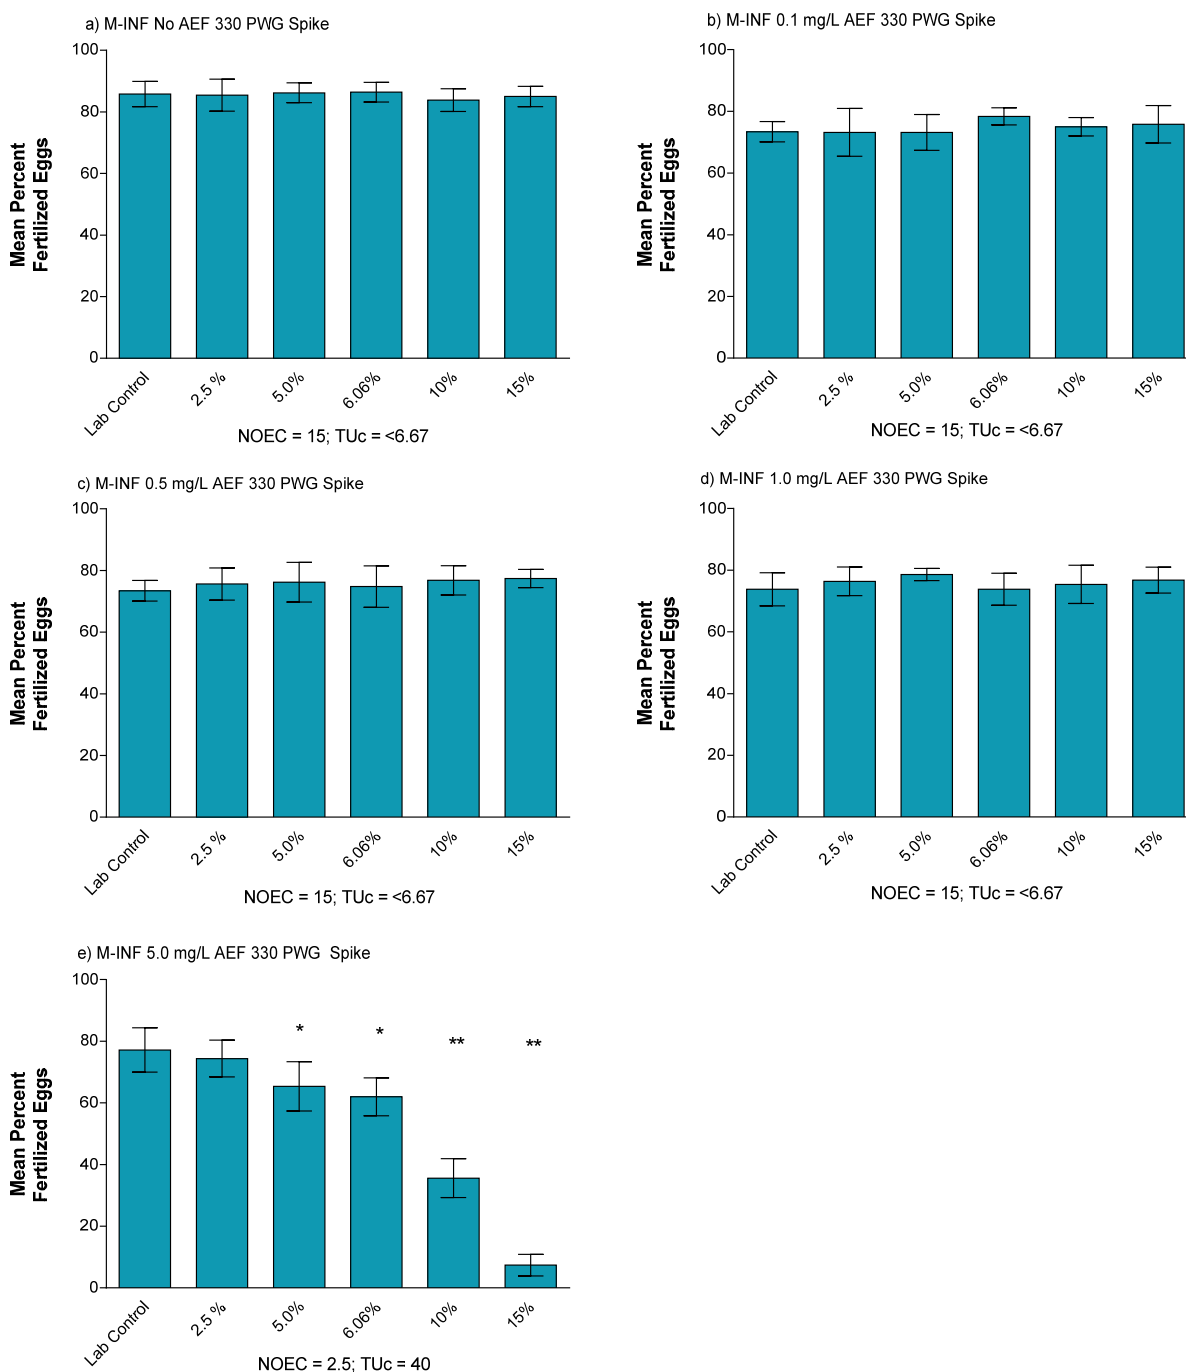 a) M-INF No AEF 330 PWG Spike
Mean Percent
Fertilized Eggs
100
80
60
40
20
0
Lab Control
2.5 %
5.0%
6.06%
10%
15%
NOEC = 15; TUc = <6.67
b) M-INF 0.1 mg/L AEF 330 PWG Spike
Mean Percent
Fertilized Eggs
100
80
60
40
20
0
Lab Control
2.5 %
5.0%
6.06%
10%
15%
NOEC = 15; TUc = <6.67
c) M-INF 0.5 mg/L AEF 330 PWG Spike
Mean Percent
Fertilized Eggs
100
80
60
40
20
0
Lab Control
2.5 %
5.0%
6.06%
10%
15%
NOEC = 15; TUc = <6.67
d) M-INF 1.0 mg/L AEF 330 PWG Spike
Mean Percent
Fertilized Eggs
100
80
60
40
20
0
Lab Control
2.5 %
5.0%
6.06%
10%
15%
NOEC = 15; TUc = <6.67
e) M-INF 5.0 mg/L AEF 330 PWG  Spike
Mean Percent
Fertilized Eggs
100
80
60
40
20
0
* * ** **
Lab Control
2.5 %
5.0%
6.06%
10%
15%
NOEC = 2.5; TUc = 40